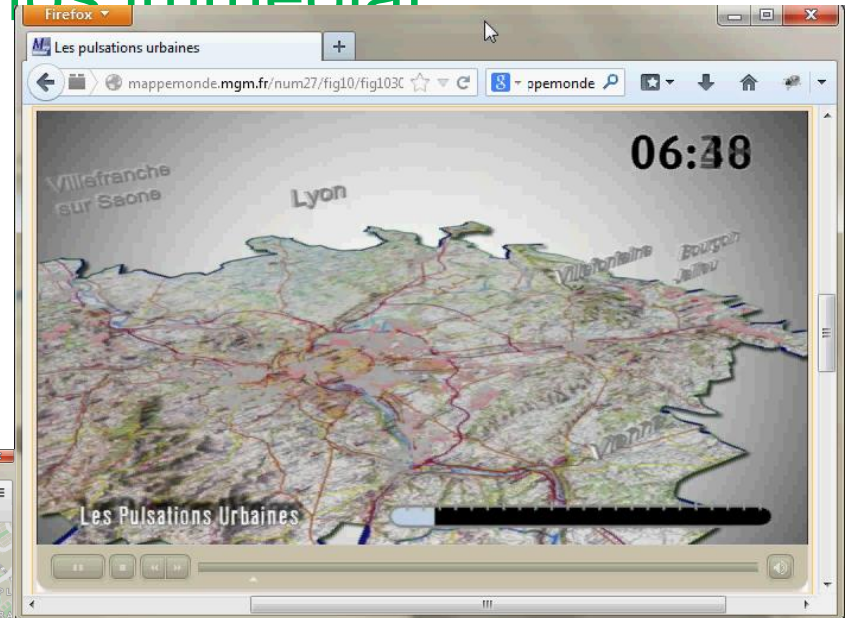 Firefox
Les pulsations urbaines
mappemonde.mgm.fr/num27/fig10/fig1030
ppemonde
Villefranche
sur Saone
Lyon
Villefontaine
Bourgoin
Jallieu
Vienne
Les Pulsations Urbaines